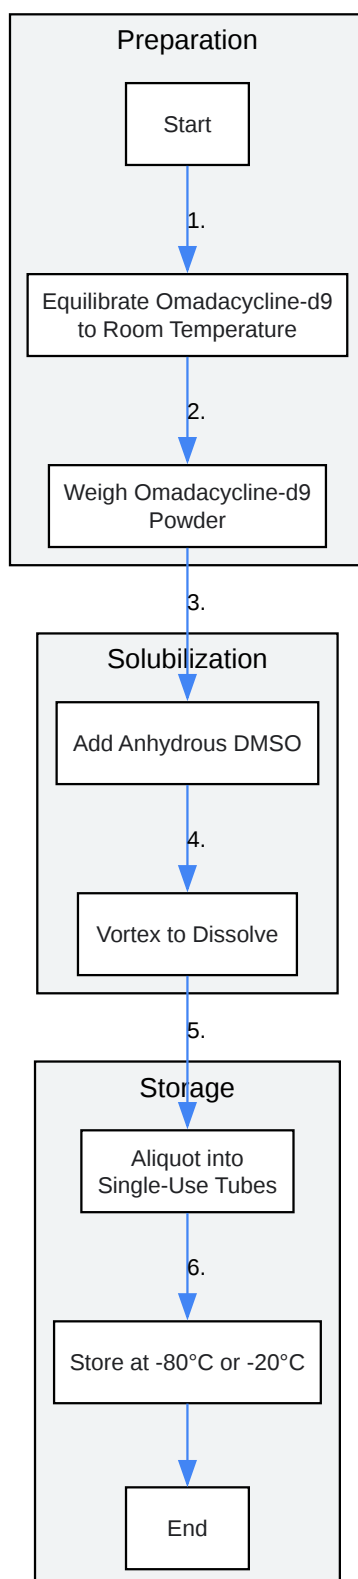 Preparation
Start
1.
Equilibrate Omadacycline-d9
to Room Temperature
2.
Weigh Omadacycline-d9
Powder
3.
Solubilization
Add Anhydrous DMSO
4.
Vortex to Dissolve
5.
Storage
Aliquot into
Single-Use Tubes
6.
Store at -80°C or -20°C
End